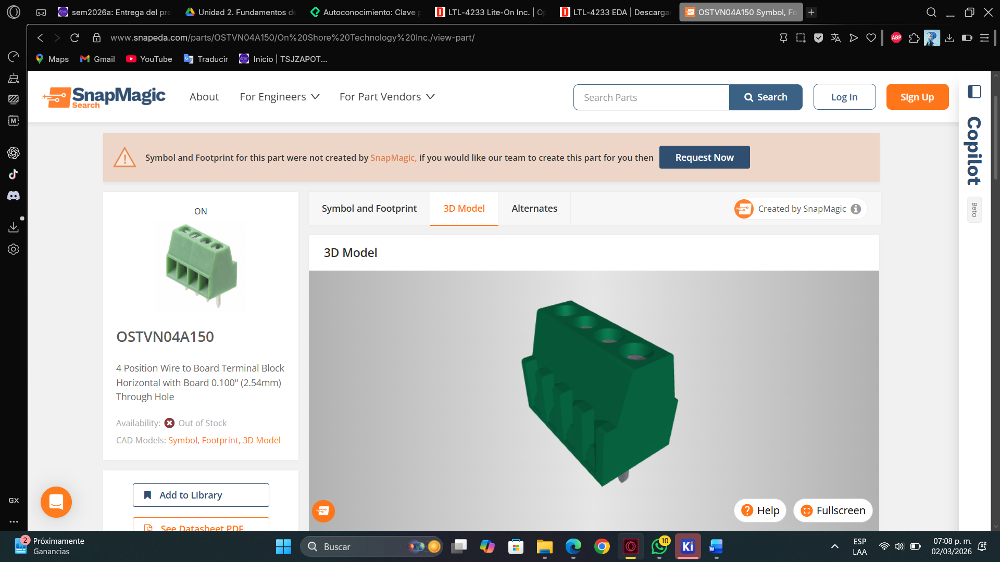 sem2026a: Entrega del pro
Unidad 2. Fundamentos de
Autoconocimiento: Clave p
LTL-4233 Lite-On Inc. | Op
LTL-4233 EDA | Descarga
OSTVN04A150 Symbol, Fo
www.snapeda.com/parts/OSTVN04A150/On%20Shore%20Technology%20Inc./view-part/
ABP
Maps
Gmail
YouTube
Traducir
Inicio | TSJZAPOT...
M
SnapMagic
Search
About
For Engineers
For Part Vendors
Search Parts
Search
Log In
Sign Up
Copilot
Beta
Symbol and Footprint for this part were not created by SnapMagic, if you would like our team to create this part for you then
Request Now
ON
Symbol and Footprint
3D Model
Alternates
Created by SnapMagic
3D Model
OSTVN04A150
4 Position Wire to Board Terminal Block
Horizontal with Board 0.100" (2.54mm)
Through Hole
Availability: Out of Stock
CAD Models: Symbol, Footprint, 3D Model
Add to Library
See Datasheet PDF
Help
Fullscreen
GX
2
Próximamente
Ganancias
Buscar
10
Ki
W
ESP
LAA
07:08 p. m.
02/03/2026